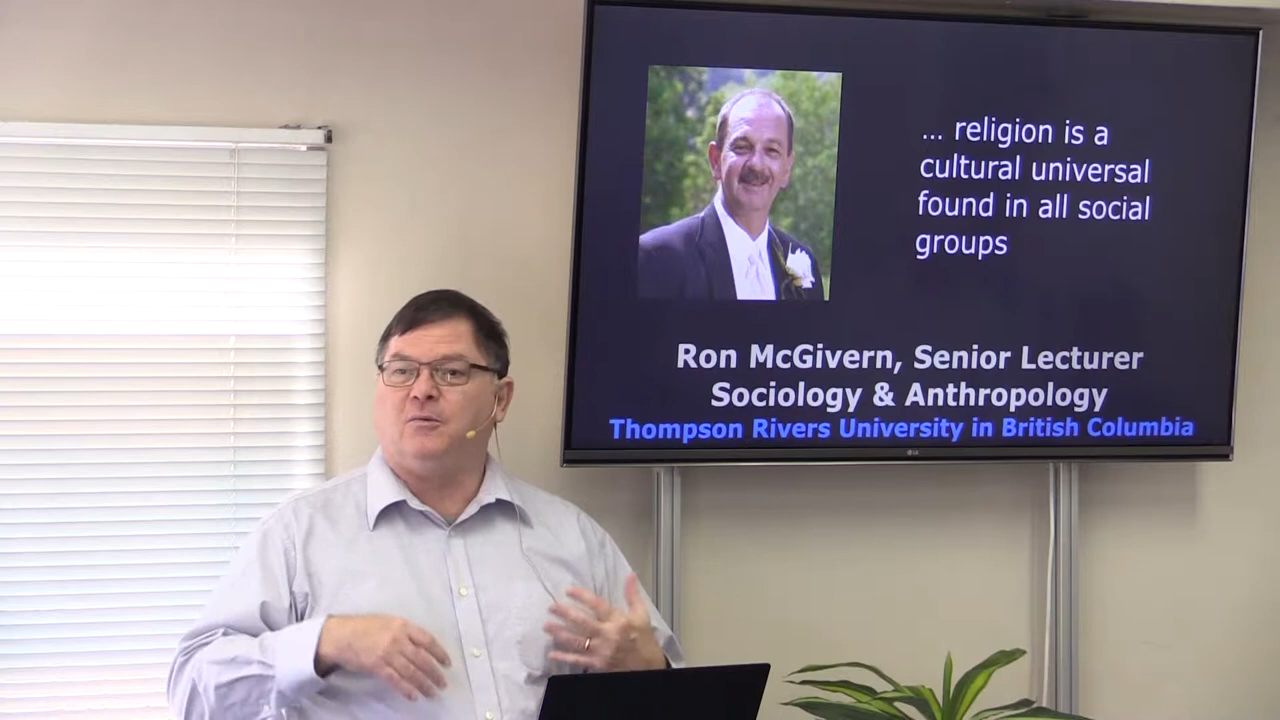 ... religion is a
cultural universal
found in all social
groups
Ron McGivern, Senior Lecturer
Sociology & Anthropology
Thompson Rivers University in British Columbia
LG